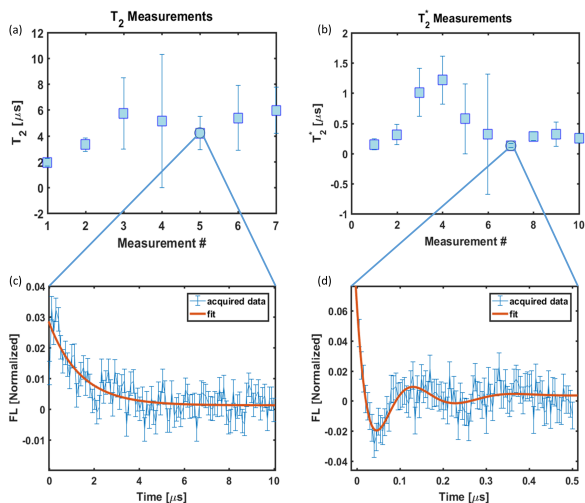 (a)
T2 Measurements
12
10
8
6
4
2
0
-2
T2 [μs]
1 2 3 4 5 6 7
Measurement #
(b)
T2* Measurements
2
1.5
1
0.5
0
-0.5
-1
T2* [μs]
0 2 4 6 8 10
Measurement #
(c)
0.04
0.03
0.02
0.01
0
-0.01
FL [Normalized]
acquired data
fit
0 2 4 6 8 10
Time [μs]
(d)
0.06
0.04
0.02
0
-0.02
-0.04
FL [Normalized]
acquired data
fit
0 0.1 0.2 0.3 0.4 0.5
Time [μs]